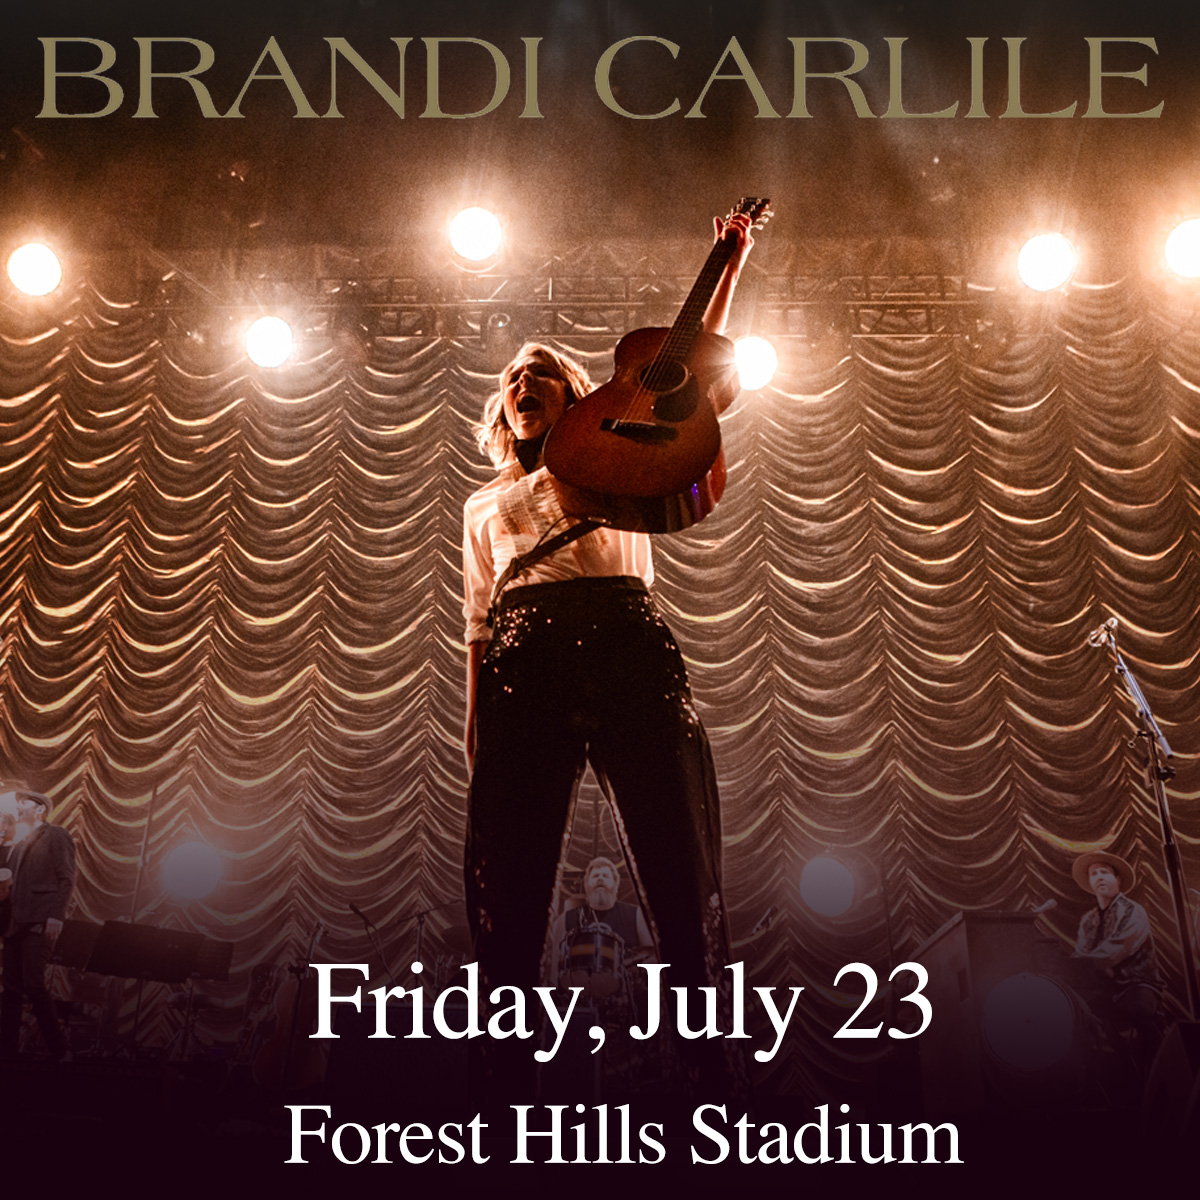 BRANDI CARLILE
Friday, July 23
Forest Hills Stadium